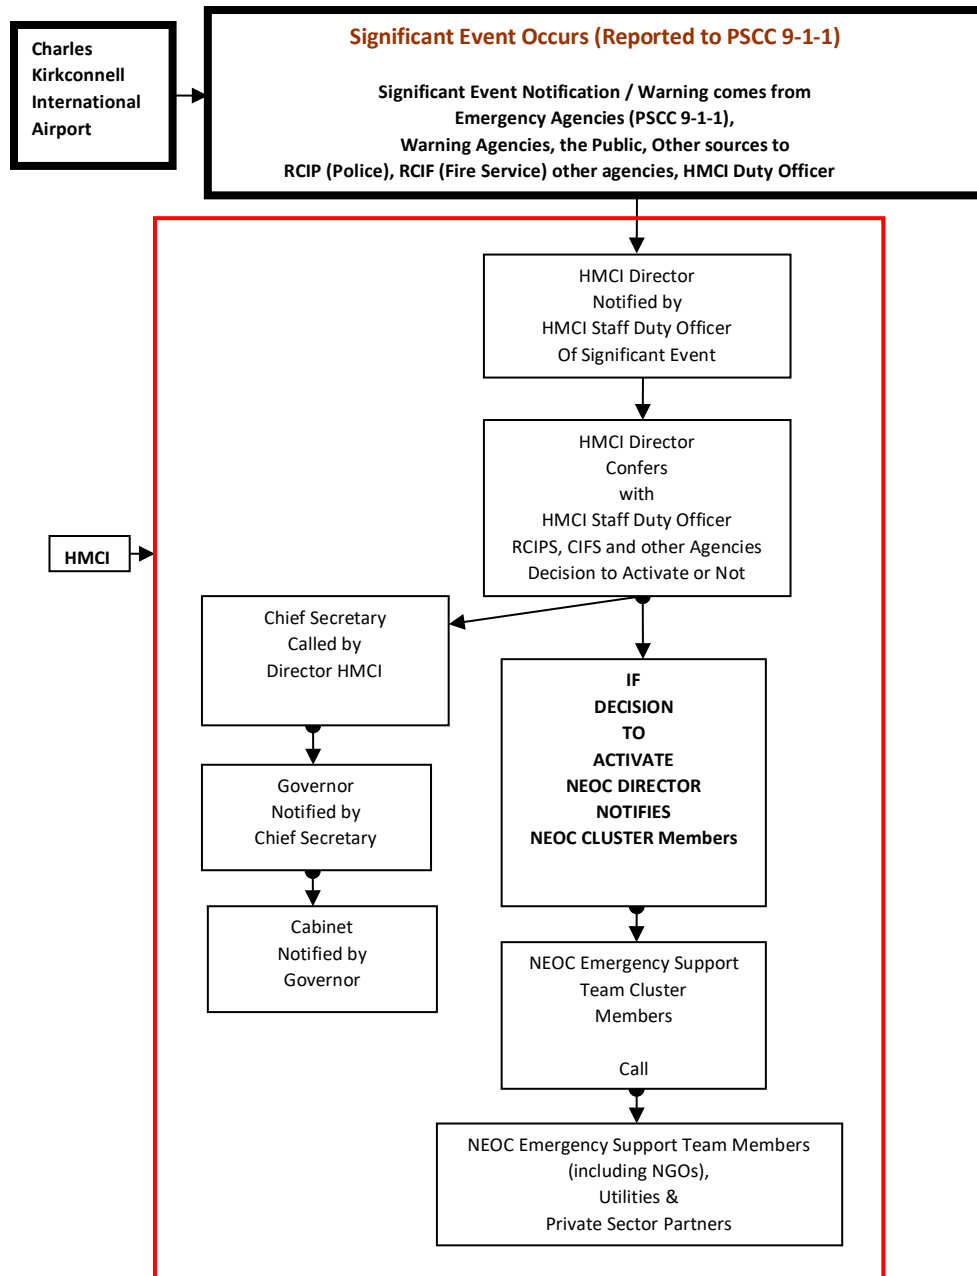 Charles
Kirkconnell
International
Airport
Significant Event Occurs (Reported to PSCC 9-1-1)
Significant Event Notification / Warning comes from
Emergency Agencies (PSCC 9-1-1),
Warning Agencies, the Public, Other sources to
RCIP (Police), RCIF (Fire Service) other agencies, HMCI Duty Officer
HMCI Director
Notified by
HMCI Staff Duty Officer
Of Significant Event
HMCI Director
Confers
with
HMCI Staff Duty Officer
RCIPS, CIFS and other Agencies
Decision to Activate or Not
HMCI
Chief Secretary
Called by
Director HMCI
IF
DECISION
TO
ACTIVATE
NEOC DIRECTOR
NOTIFIES
NEOC CLUSTER Members
Governor
Notified by
Chief Secretary
Cabinet
Notified by
Governor
NEOC Emergency Support
Team Cluster
Members
Call
NEOC Emergency Support Team Members
(including NGOs),
Utilities &
Private Sector Partners